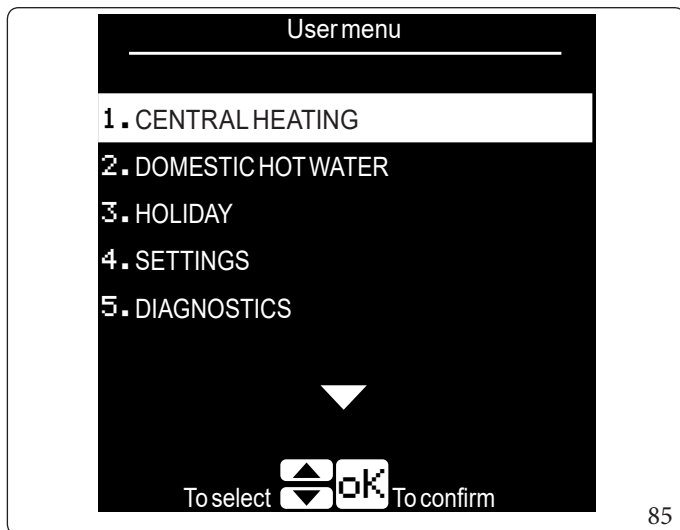 User menu
1. CENTRAL HEATING
2. DOMESTIC HOT WATER
3. HOLIDAY
4. SETTINGS
5. DIAGNOSTICS
To select oK To confirm
85